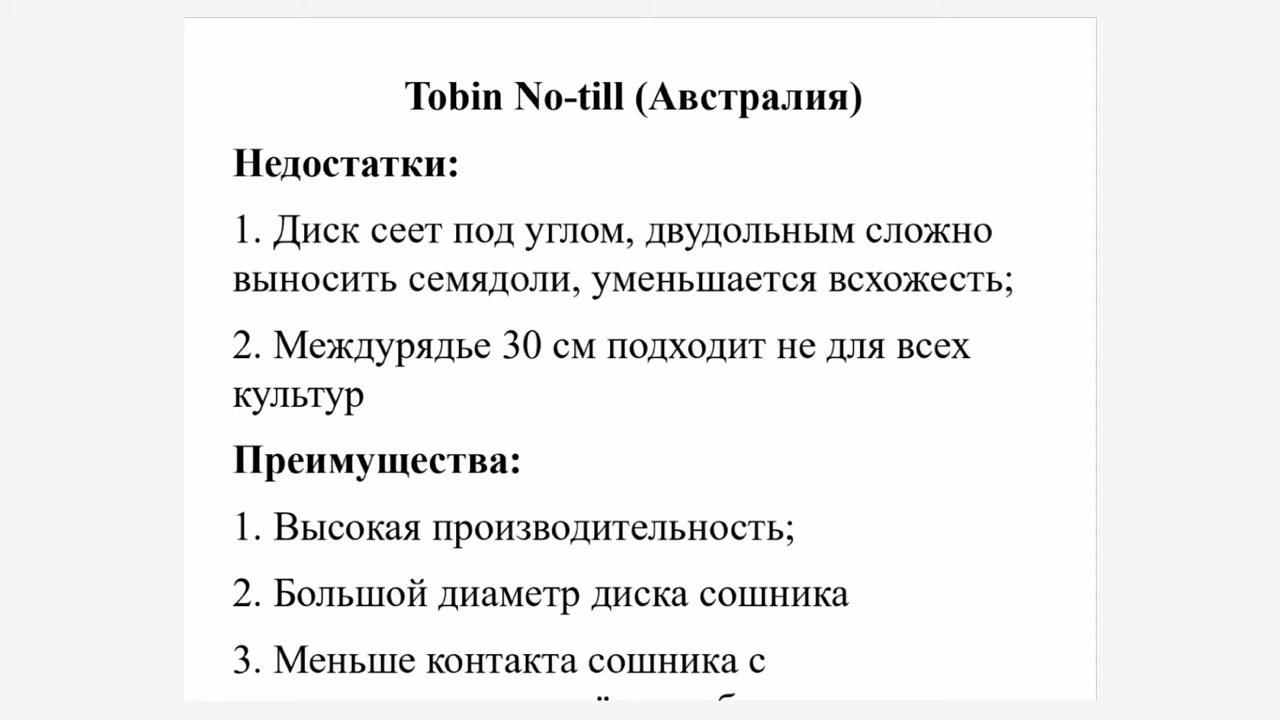 Tobin No-till (Австралия)
Недостатки:
1. Диск сеет под углом, двудольным сложно
выносить семядоли, уменьшается всхожесть;
2. Междурядье 30 см подходит не для всех
культур
Преимущества:
1. Высокая производительность;
2. Большой диаметр диска сошника
3. Меньше контакта сошника с